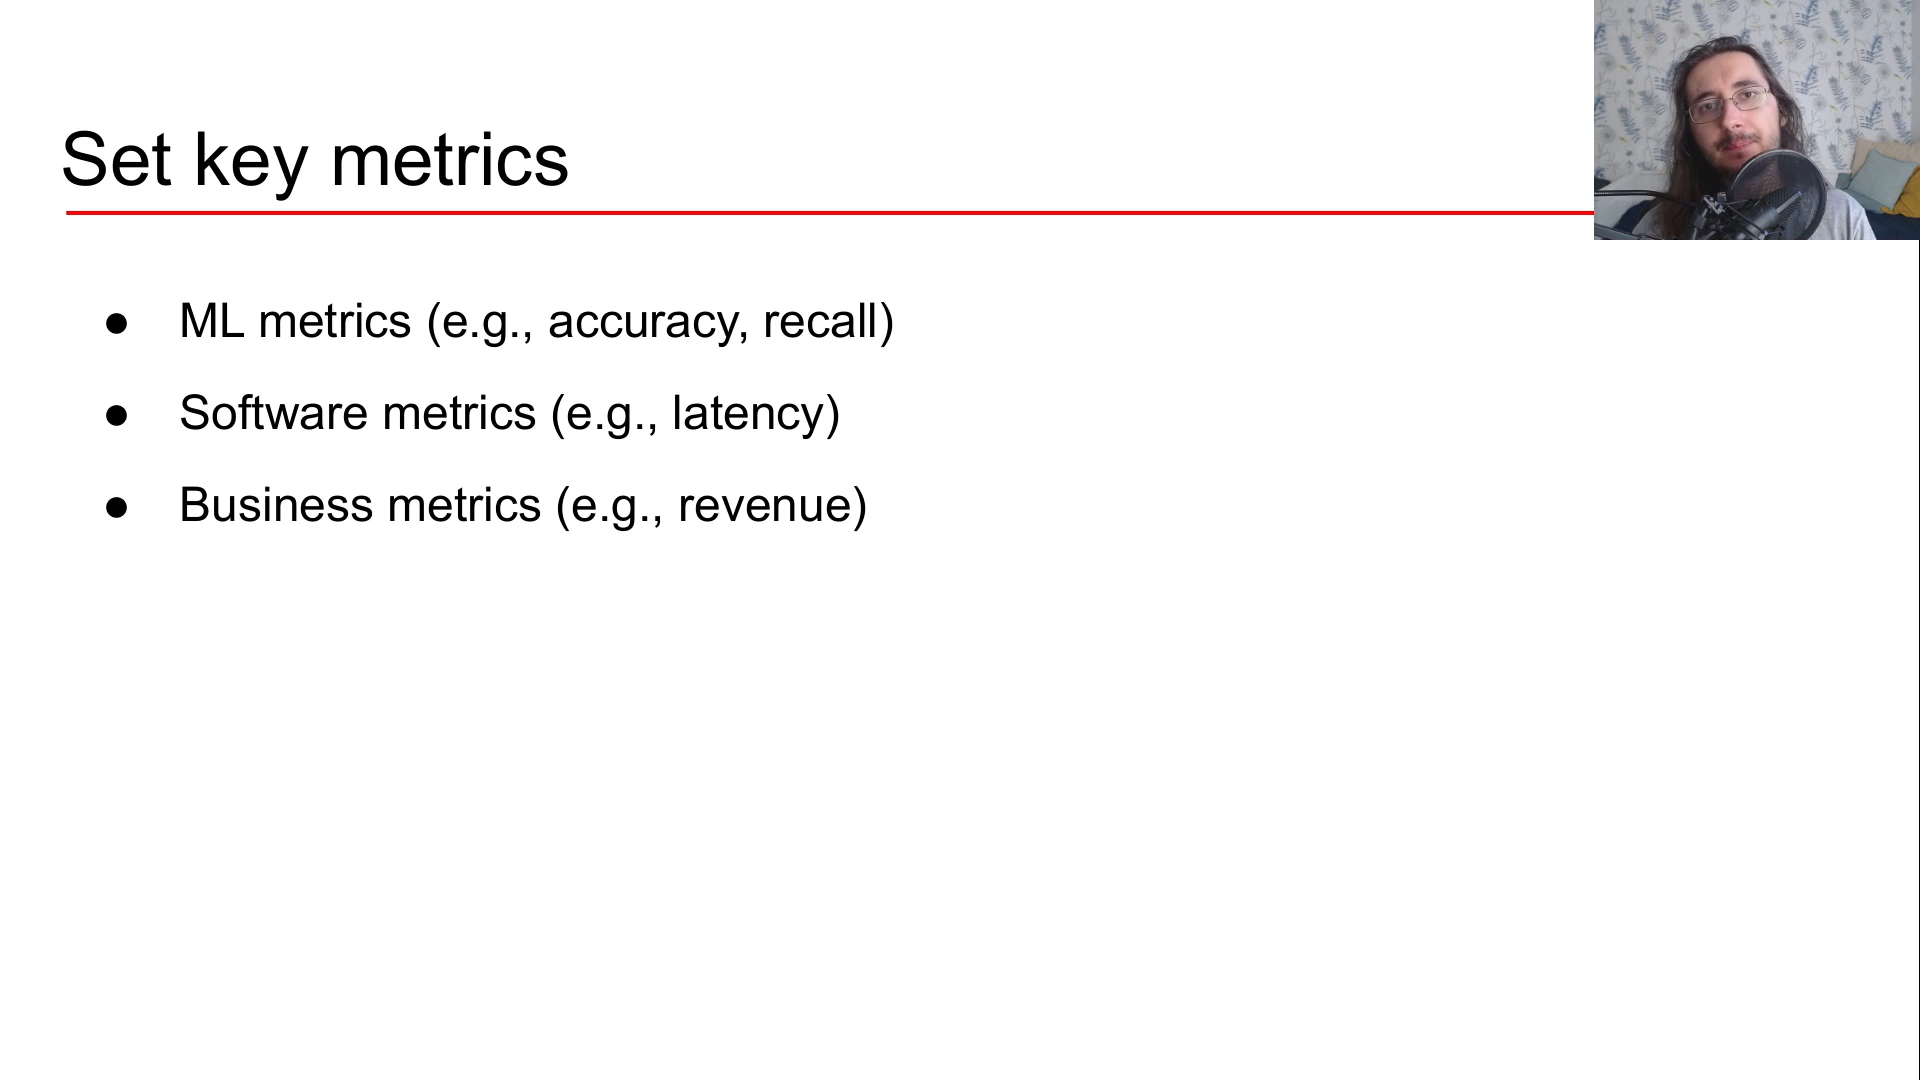 Set key metrics
● ML metrics (e.g., accuracy, recall)
● Software metrics (e.g., latency)
● Business metrics (e.g., revenue)